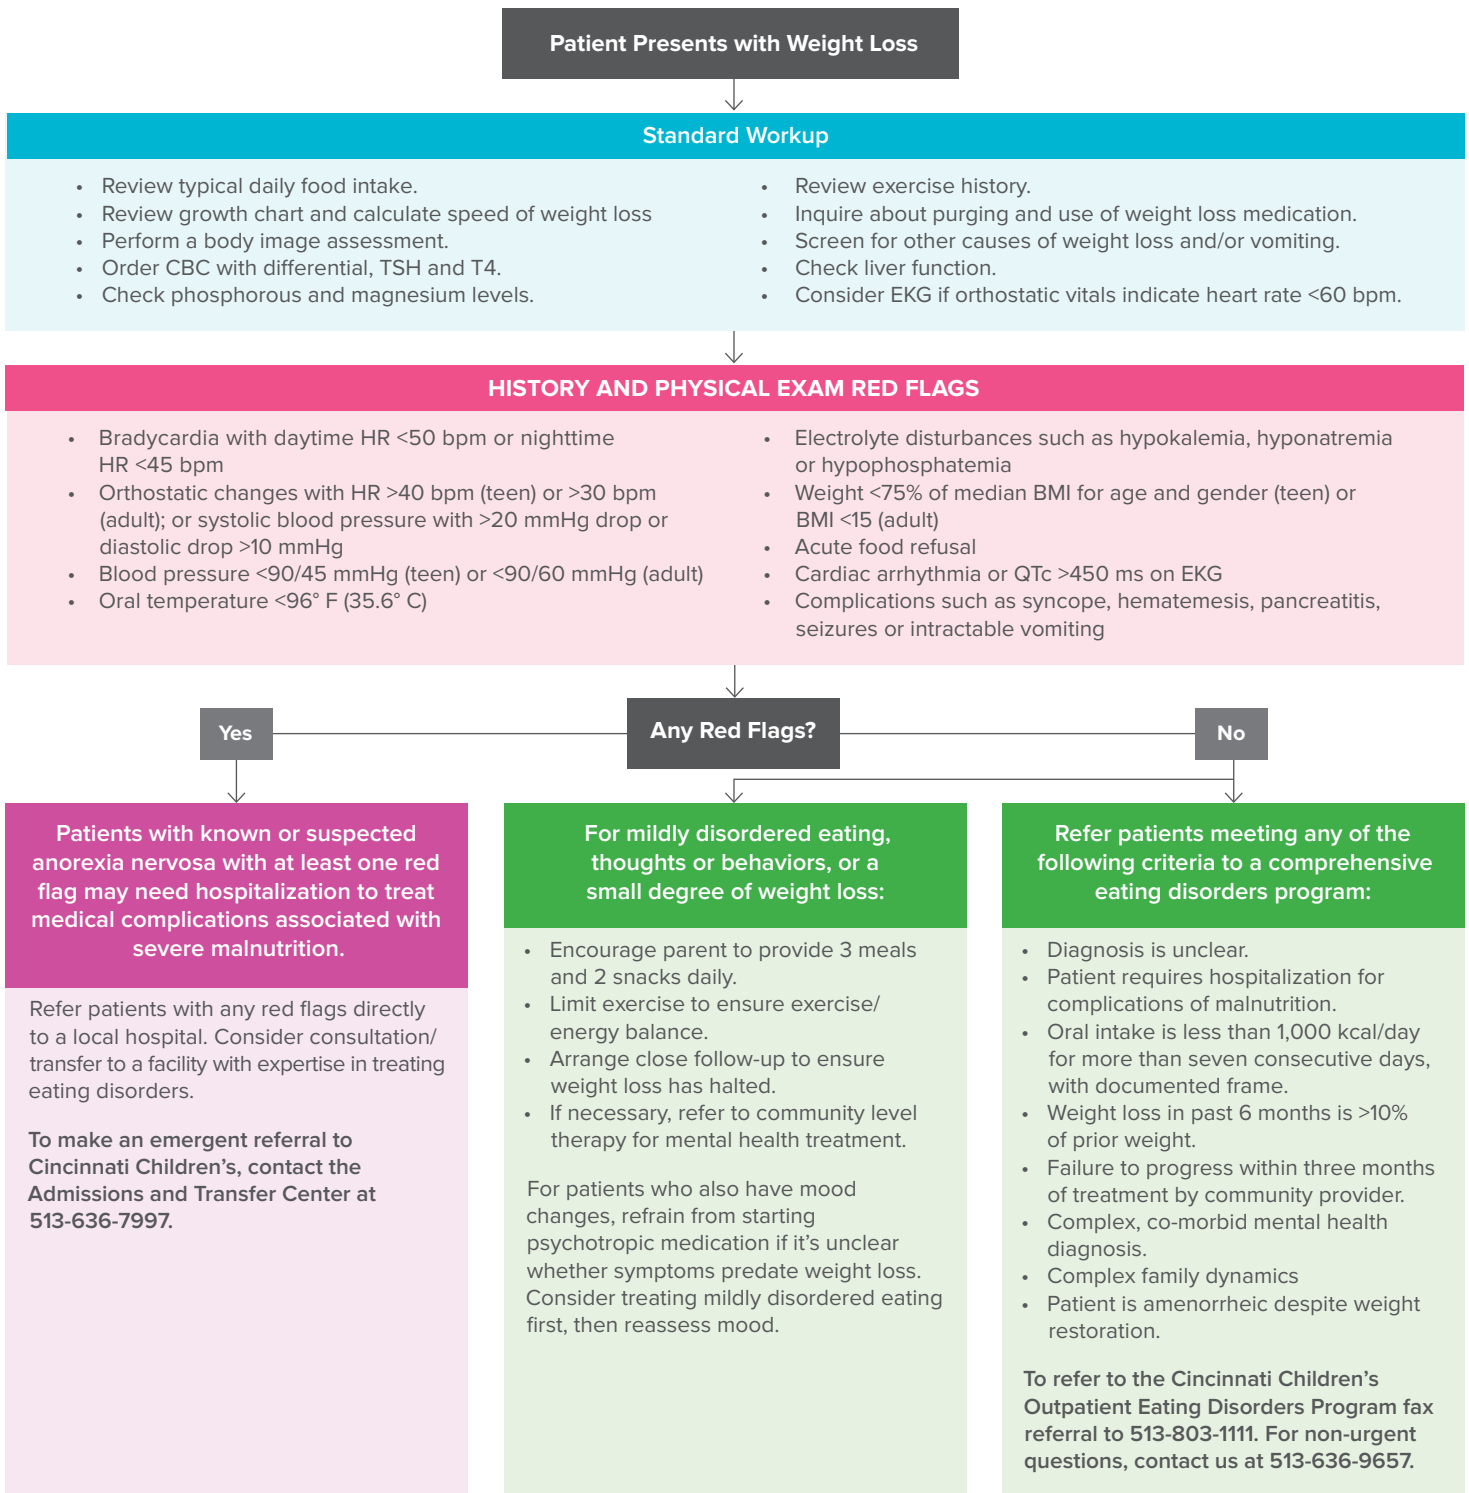 Patient Presents with Weight Loss
Standard Workup
• Review typical daily food intake.
• Review growth chart and calculate speed of weight loss
• Perform a body image assessment.
• Order CBC with differential, TSH and T4.
• Check phosphorous and magnesium levels.
• Review exercise history.
• Inquire about purging and use of weight loss medication.
• Screen for other causes of weight loss and/or vomiting.
• Check liver function.
• Consider EKG if orthostatic vitals indicate heart rate <60 bpm.
HISTORY AND PHYSICAL EXAM RED FLAGS
• Bradycardia with daytime HR <50 bpm or nighttime
HR <45 bpm
• Orthostatic changes with HR >40 bpm (teen) or >30 bpm
(adult); or systolic blood pressure with >20 mmHg drop or
diastolic drop >10 mmHg
• Blood pressure <90/45 mmHg (teen) or <90/60 mmHg (adult)
• Oral temperature <96° F (35.6° C)
• Electrolyte disturbances such as hypokalemia, hyponatremia
or hypophosphatemia
• Weight <75% of median BMI for age and gender (teen) or
BMI <15 (adult)
• Acute food refusal
• Cardiac arrhythmia or QTc >450 ms on EKG
• Complications such as syncope, hematemesis, pancreatitis,
seizures or intractable vomiting
Any Red Flags?
Yes
No
Patients with known or suspected
anorexia nervosa with at least one red
flag may need hospitalization to treat
medical complications associated with
severe malnutrition.
Refer patients with any red flags directly
to a local hospital. Consider consultation/
transfer to a facility with expertise in treating
eating disorders.
To make an emergent referral to
Cincinnati Children’s, contact the
Admissions and Transfer Center at
513-636-7997.
For mildly disordered eating,
thoughts or behaviors, or a
small degree of weight loss:
• Encourage parent to provide 3 meals
and 2 snacks daily.
• Limit exercise to ensure exercise/
energy balance.
• Arrange close follow-up to ensure
weight loss has halted.
• If necessary, refer to community level
therapy for mental health treatment.
For patients who also have mood
changes, refrain from starting
psychotropic medication if it’s unclear
whether symptoms predate weight loss.
Consider treating mildly disordered eating
first, then reassess mood.
Refer patients meeting any of the
following criteria to a comprehensive
eating disorders program:
• Diagnosis is unclear.
• Patient requires hospitalization for
complications of malnutrition.
• Oral intake is less than 1,000 kcal/day
for more than seven consecutive days,
with documented frame.
• Weight loss in past 6 months is >10%
of prior weight.
• Failure to progress within three months
of treatment by community provider.
• Complex, co-morbid mental health
diagnosis.
• Complex family dynamics
• Patient is amenorrheic despite weight
restoration.
To refer to the Cincinnati Children’s
Outpatient Eating Disorders Program fax
referral to 513-803-1111. For non-urgent
questions, contact us at 513-636-9657.